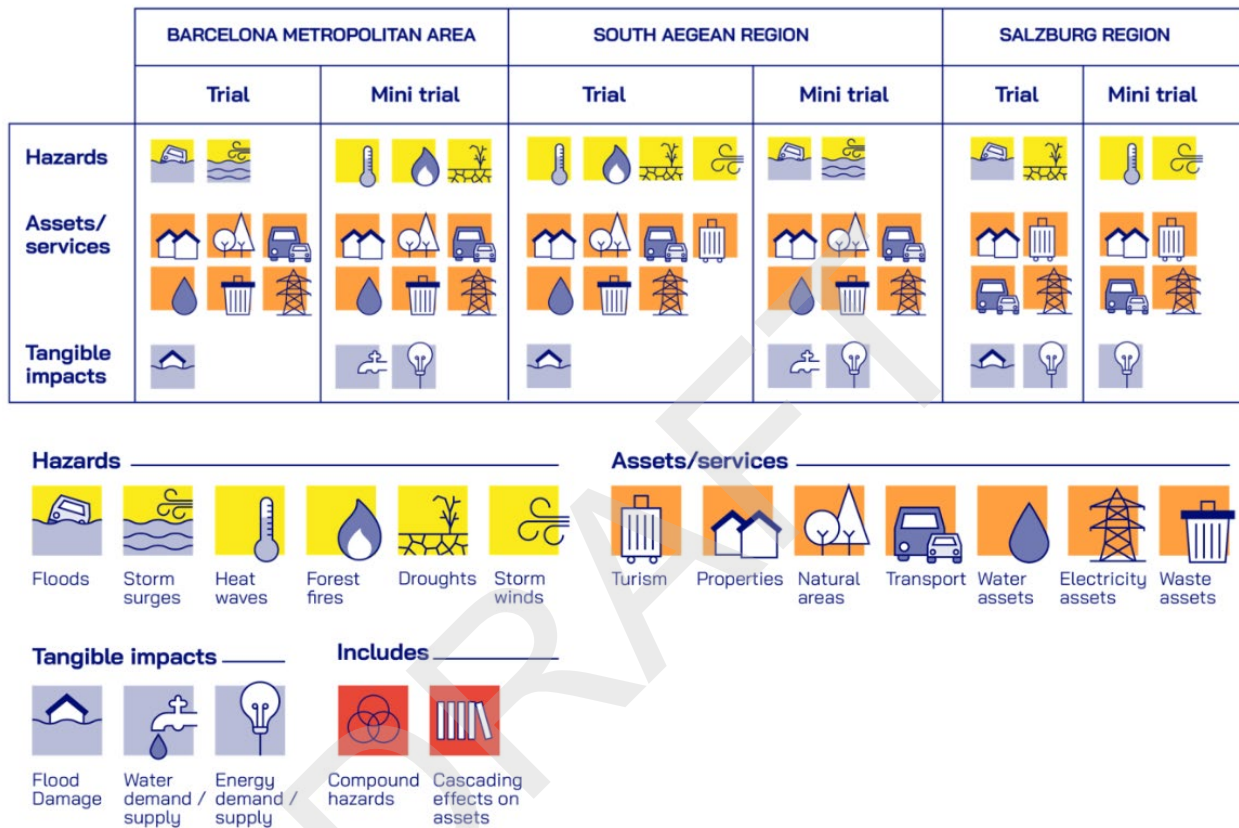 BARCELONA METROPOLITAN AREA SOUTH AEGEAN REGION SALZBURG REGION
Trial Mini trial Trial Mini trial Trial Mini trial
Hazards
Assets/
services
Tangible
impacts
Hazards Assets/services
Floods Storm surges Heat waves Forest fires Droughts Storm winds Turism Properties Natural areas Transport Water assets Electricity assets Waste assets
Tangible impacts Includes
Flood Damage Water demand / supply Energy demand / supply Compound hazards Cascading effects on assets
DRAFT